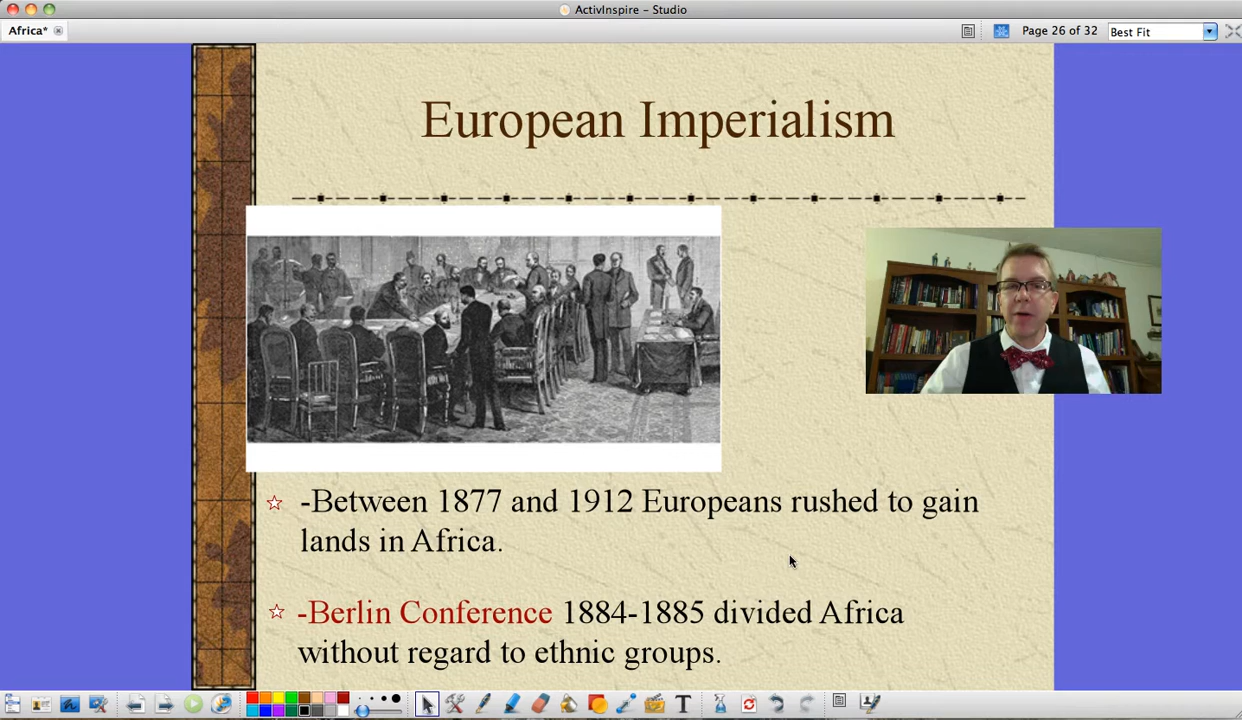 ActivInspire – Studio
Africa*
Page 26 of 32
Best Fit
European Imperialism
-Between 1877 and 1912 Europeans rushed to gain
lands in Africa.
-Berlin Conference 1884-1885 divided Africa
without regard to ethnic groups.
T